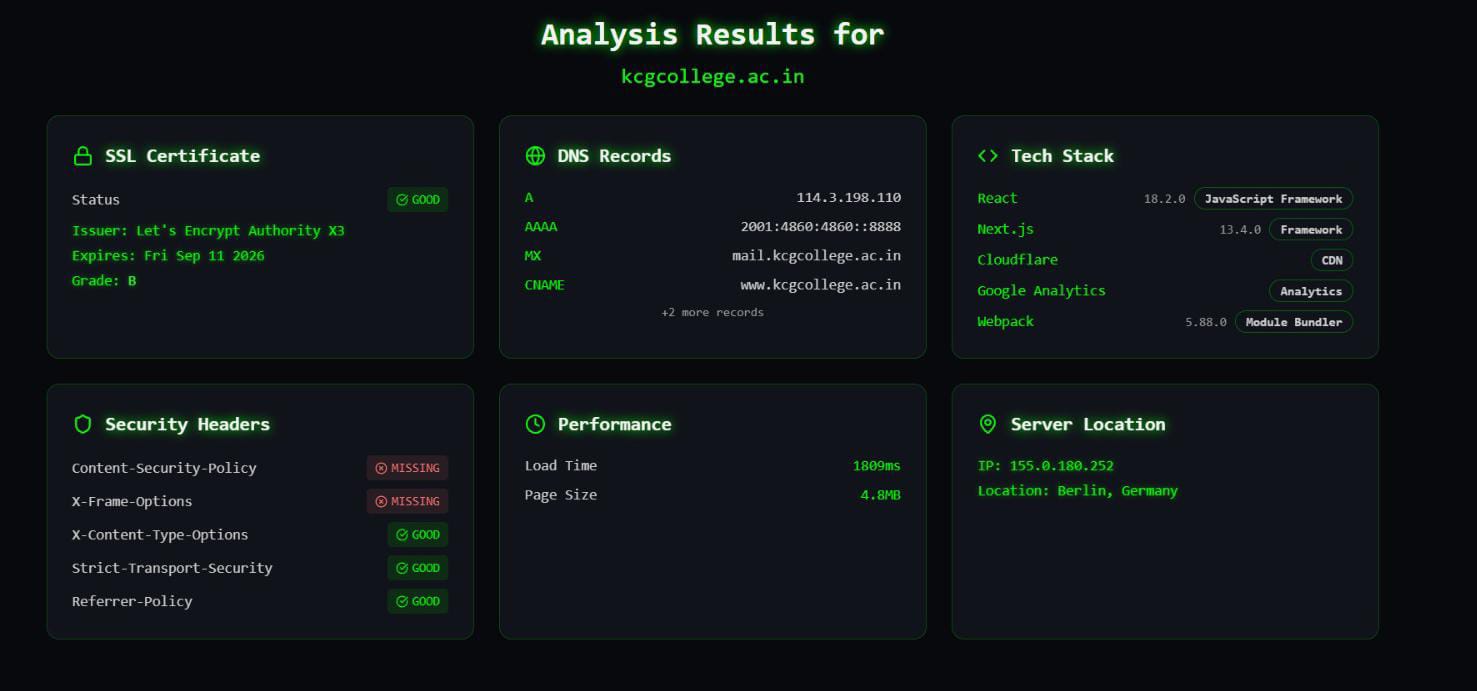 Analysis Results for
kcgcollege.ac.in
SSL Certificate
Status GOOD
Issuer: Let's Encrypt Authority X3
Expires: Fri Sep 11 2026
Grade: B
DNS Records
A 114.3.198.110
AAAA 2001:4860:4860::8888
MX mail.kcgcollege.ac.in
CNAME www.kcgcollege.ac.in
+2 more records
Tech Stack
React 18.2.0 JavaScript Framework
Next.js 13.4.0 Framework
Cloudflare CDN
Google Analytics Analytics
Webpack 5.88.0 Module Bundler
Security Headers
Content-Security-Policy MISSING
X-Frame-Options MISSING
X-Content-Type-Options GOOD
Strict-Transport-Security GOOD
Referrer-Policy GOOD
Performance
Load Time 1809ms
Page Size 4.8MB
Server Location
IP: 155.0.180.252
Location: Berlin, Germany